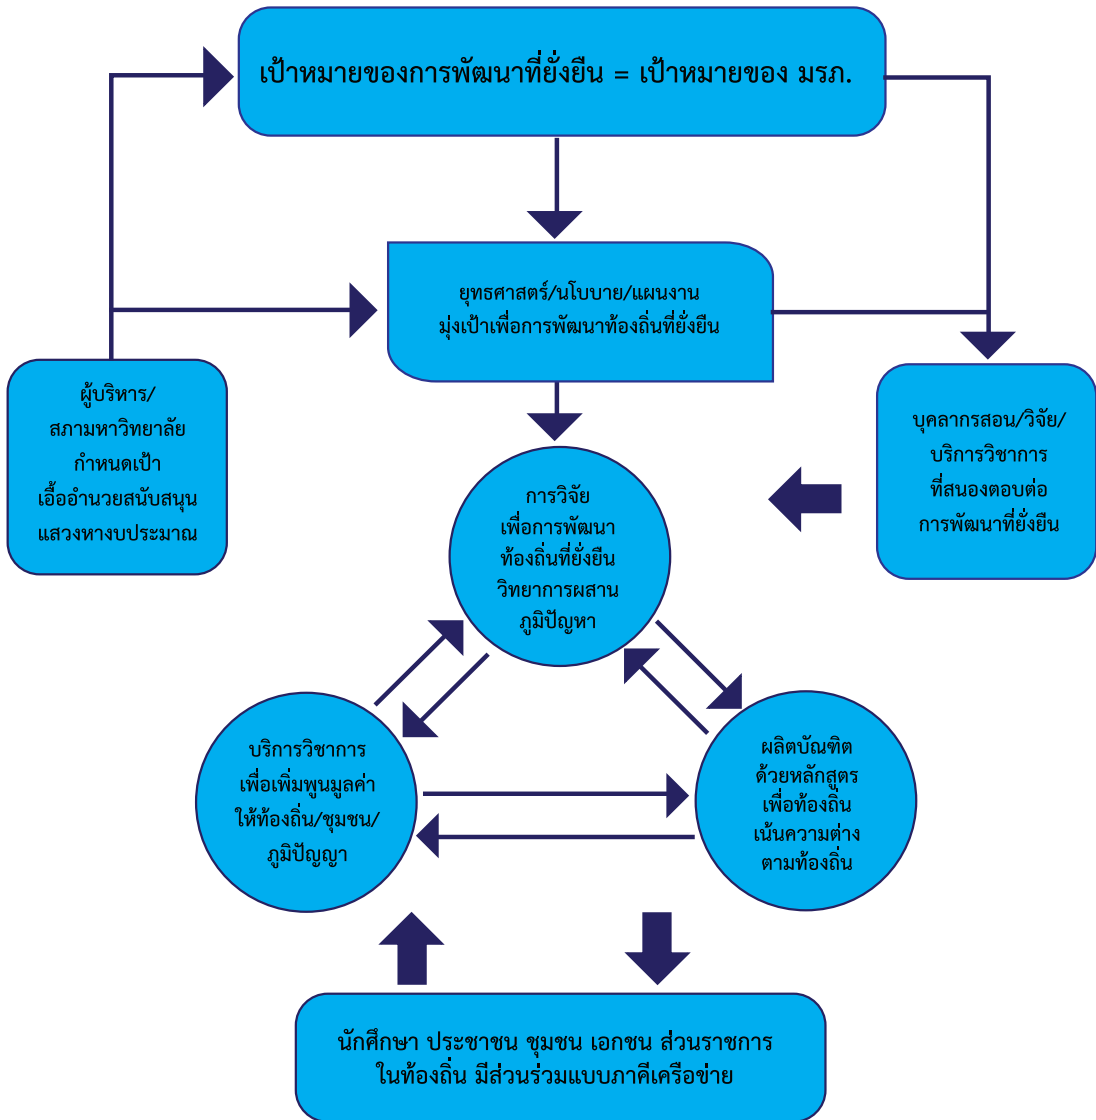 เป้าหมายของการพัฒนาที่ยั่งยืน = เป้าหมายของ มรภ.
ยุทธศาสตร์/นโบบาย/แผนงาน
มุ่งเป้าเพื่อการพัฒนาท้องถิ่นที่ยั่งยืน
ผู้บริหาร/
สภามหาวิทยาลัย
กำหนดเป้า
เอื้ออำนวยสนับสนุน
แสวงหางบประมาณ
บุคลากรสอน/วิจัย/
บริการวิชาการ
ที่สนองตอบต่อ
การพัฒนาที่ยั่งยืน
การวิจัย
เพื่อการพัฒนา
ท้องถิ่นที่ยั่งยืน
วิทยาการผสาน
ภูมิปัญหา
บริการวิชาการ
เพื่อเพิ่มพูนมูลค่า
ให้ท้องถิ่น/ชุมชน/
ภูมิปัญญา
ผลิตบัณฑิต
ด้วยหลักสูตร
เพื่อท้องถิ่น
เน้นความต่าง
ตามท้องถิ่น
นักศึกษา ประชาชน ชุมชน เอกชน ส่วนราชการ
ในท้องถิ่น มีส่วนร่วมแบบภาคีเครือข่าย